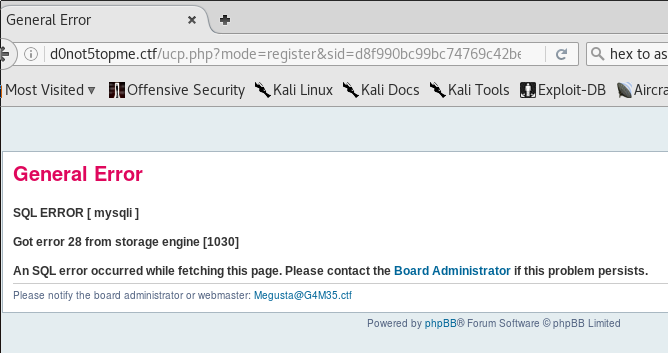 General Error
d0not5topme.ctf/ucp.php?mode=register&sid=d8f990bc99bc74769c42be
hex to as
Most Visited Offensive Security Kali Linux Kali Docs Kali Tools Exploit-DB Aircra
General Error
SQL ERROR [ mysqli ]
Got error 28 from storage engine [1030]
An SQL error occurred while fetching this page. Please contact the Board Administrator if this problem persists.
Please notify the board administrator or webmaster: Megusta@G4M35.ctf
Powered by phpBB® Forum Software © phpBB Limited